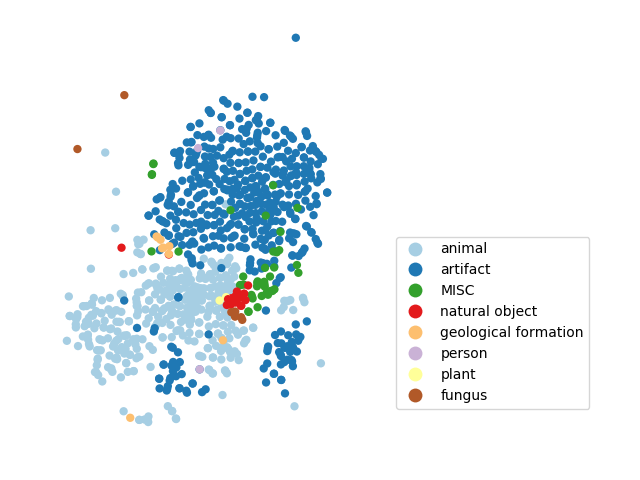 animal
artifact
MISC
natural object
geological formation
person
plant
fungus